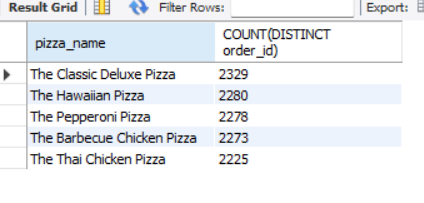 Result Grid Filter Rows: Export:
pizza_name COUNT(DISTINCT
order_id)
The Classic Deluxe Pizza 2329
The Hawaiian Pizza 2280
The Pepperoni Pizza 2278
The Barbecue Chicken Pizza 2273
The Thai Chicken Pizza 2225